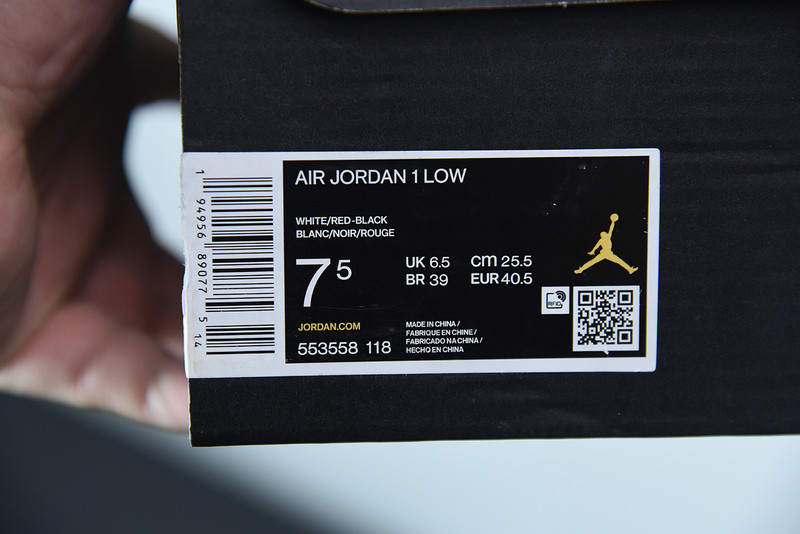 AIR JORDAN 1 LOW
WHITE/RED-BLACK
BLANC/NOIR/ROUGE
7 5
UK 6.5 cm 25.5
BR 39 EUR 40.5
RFID
JORDAN.COM
553558 118
MADE IN CHINA /
FABRIQUE EN CHINE /
FABRICADO NA CHINA /
HECHO EN CHINA
1 94956 89077 5 14